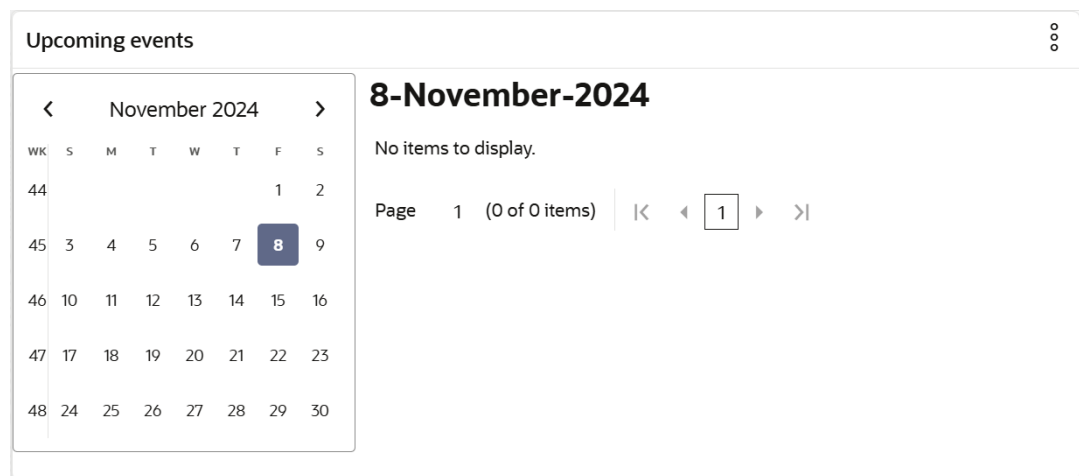 Upcoming events
November 2024
WK S M T W T F S
44 1 2
45 3 4 5 6 7 8 9
46 10 11 12 13 14 15 16
47 17 18 19 20 21 22 23
48 24 25 26 27 28 29 30
8-November-2024
No items to display.
Page 1 (0 of 0 items) 1